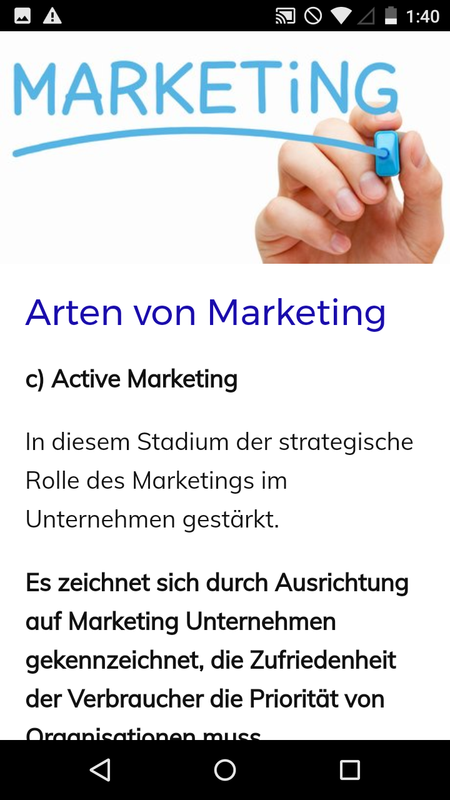 1:40
MARKETiNG
Arten von Marketing
c) Active Marketing
In diesem Stadium der strategische
Rolle des Marketings im
Unternehmen gestärkt.
Es zeichnet sich durch Ausrichtung
auf Marketing Unternehmen
gekennzeichnet, die Zufriedenheit
der Verbraucher die Priorität von
Organisationen muss